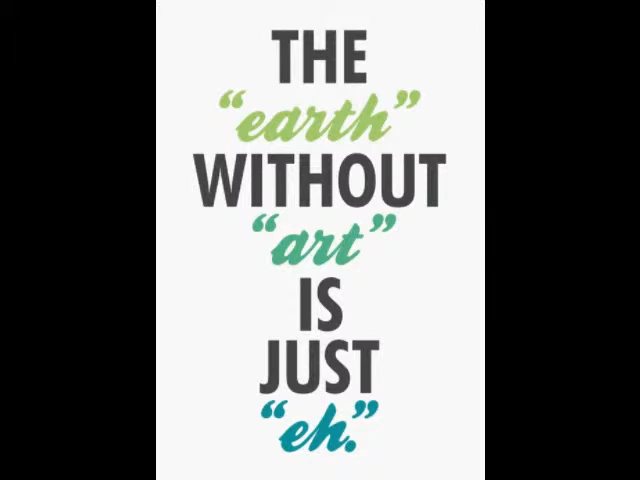 THE
“earth”
WITHOUT
“art”
IS
JUST
“eh.”